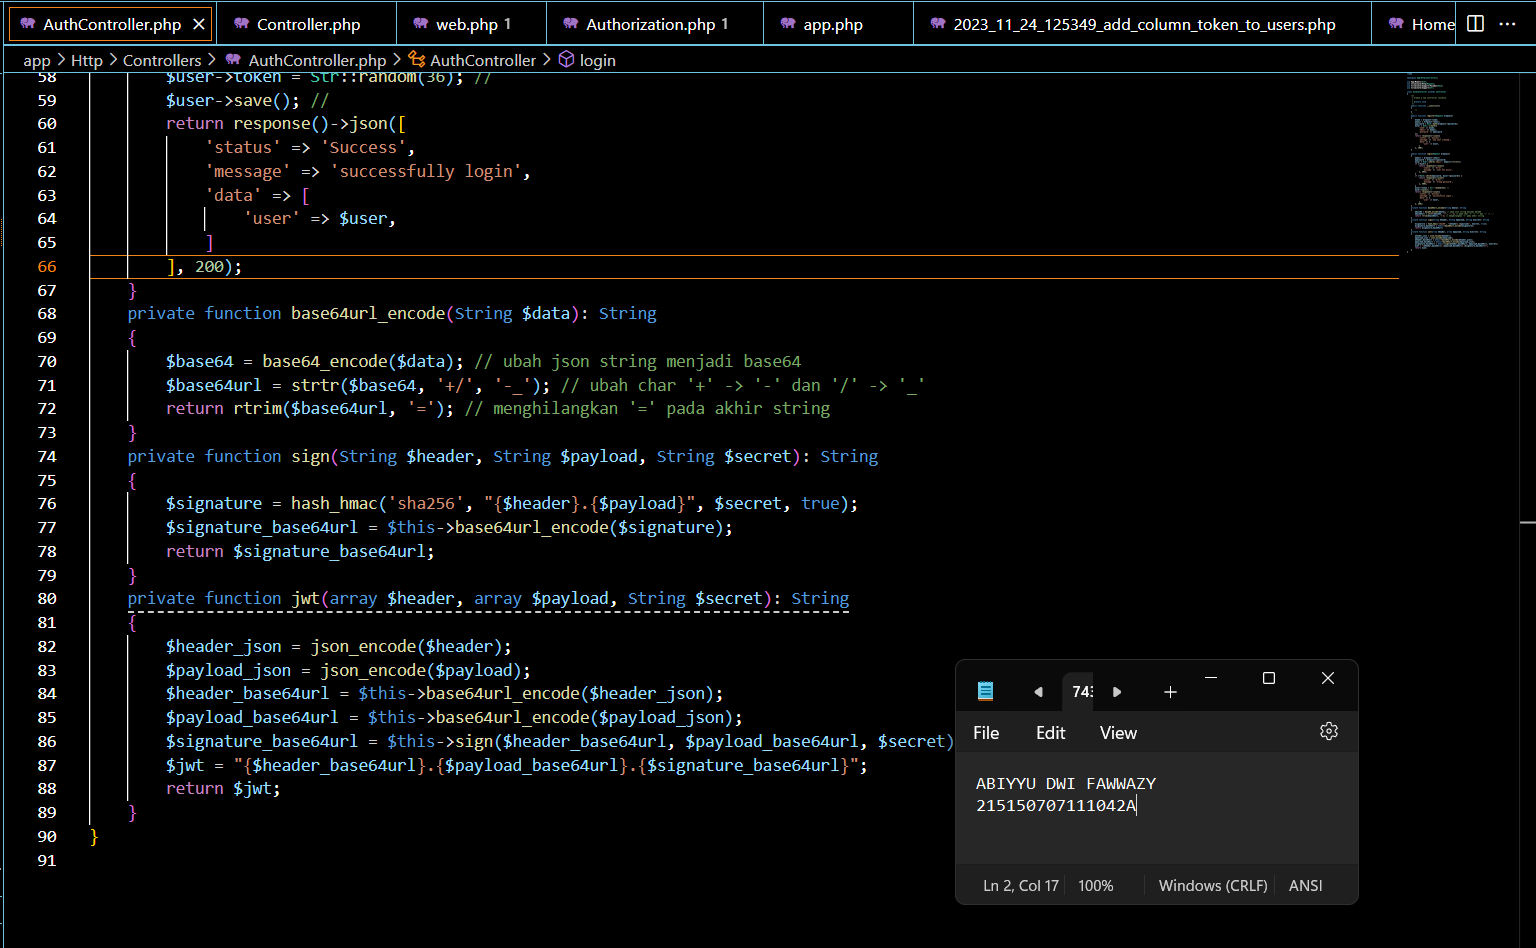 AuthController.php
Controller.php
web.php 1
Authorization.php 1
app.php
2023_11_24_125349_add_column_token_to_users.php
Home
app > Http > Controllers > AuthController.php > AuthController > login
58 $user->token = Str::random(36); //
59 $user->save(); //
60 return response()->json([
61 'status' => 'Success',
62 'message' => 'successfully login',
63 'data' => [
64 'user' => $user,
65 ]
66 ], 200);
67 }
68 private function base64url_encode(String $data): String
69 {
70 $base64 = base64_encode($data); // ubah json string menjadi base64
71 $base64url = strtr($base64, '+/', '-_'); // ubah char '+' -> '-' dan '/' -> '_'
72 return rtrim($base64url, '='); // menghilangkan '=' pada akhir string
73 }
74 private function sign(String $header, String $payload, String $secret): String
75 {
76 $signature = hash_hmac('sha256', "{$header}.{$payload}", $secret, true);
77 $signature_base64url = $this->base64url_encode($signature);
78 return $signature_base64url;
79 }
80 private function jwt(array $header, array $payload, String $secret): String
81 {
82 $header_json = json_encode($header);
83 $payload_json = json_encode($payload);
84 $header_base64url = $this->base64url_encode($header_json);
85 $payload_base64url = $this->base64url_encode($payload_json);
86 $signature_base64url = $this->sign($header_base64url, $payload_base64url, $secret)
87 $jwt = "{$header_base64url}.{$payload_base64url}.{$signature_base64url}";
88 return $jwt;
89 }
90 }
91
File Edit View
ABIYYU DWI FAWWAZY
215150707111042A
Ln 2, Col 17 100% Windows (CRLF) ANSI